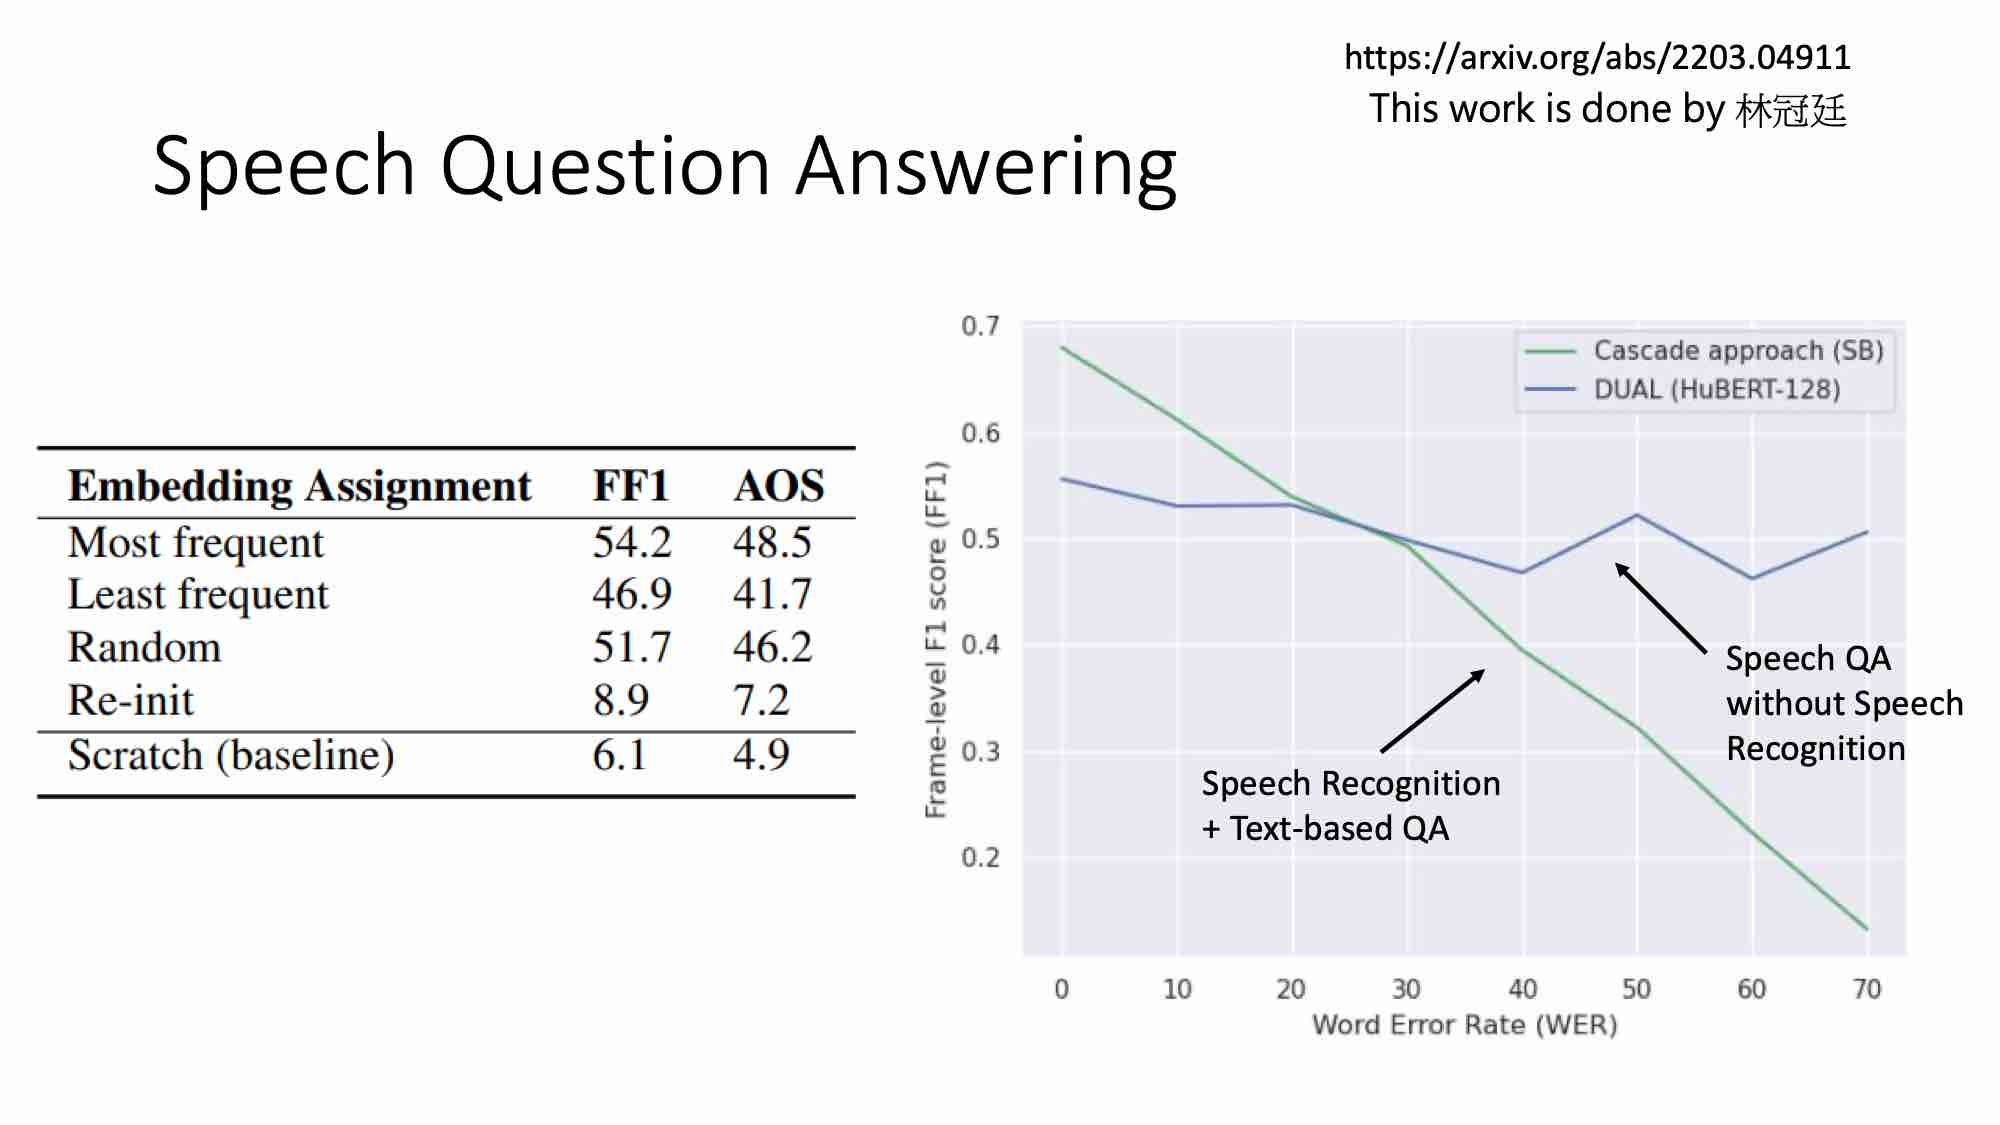 https://arxiv.org/abs/2203.04911
This work is done by 林冠廷
Speech Question Answering
Embedding Assignment FF1 AOS
Most frequent 54.2 48.5
Least frequent 46.9 41.7
Random 51.7 46.2
Re-init 8.9 7.2
Scratch (baseline) 6.1 4.9
Frame-level F1 score (FF1)
0.7
0.6
0.5
0.4
0.3
0.2
Cascade approach (SB)
DUAL (HuBERT-128)
Speech QA
without Speech
Recognition
Speech Recognition
+ Text-based QA
0 10 20 30 40 50 60 70
Word Error Rate (WER)